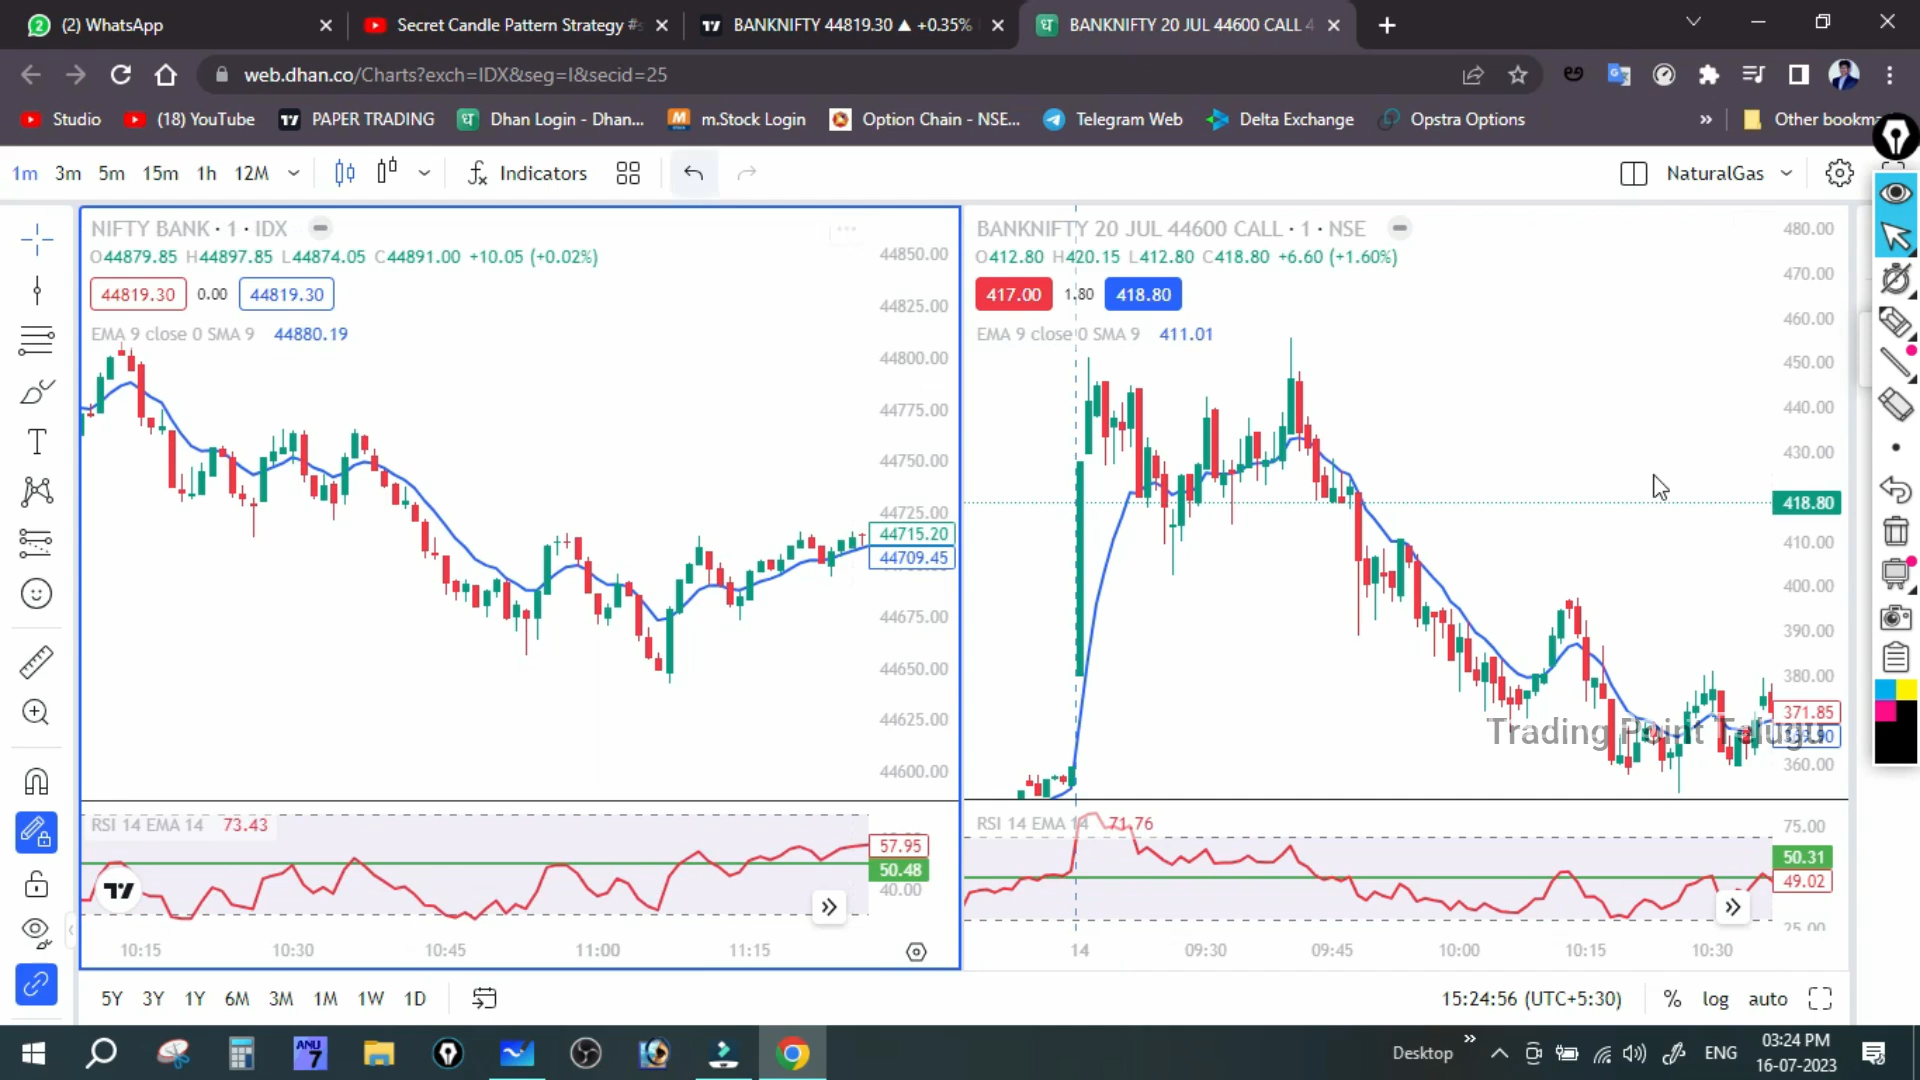 (2) WhatsApp
Secret Candle Pattern Strategy #s
BANKNIFTY 44819.30 ▲ +0.35%
BANKNIFTY 20 JUL 44600 CALL 4
web.dhan.co/Charts?exch=IDX&seg=I&secid=25
Studio
(18) YouTube
PAPER TRADING
Dhan Login - Dhan...
m.Stock Login
Option Chain - NSE...
Telegram Web
Delta Exchange
Opstra Options
»
Other bookma
1m 3m 5m 15m 1h 12M
Indicators
NaturalGas
NIFTY BANK · 1 · IDX
O44879.85 H44897.85 L44874.05 C44891.00 +10.05 (+0.02%)
44819.30 0.00 44819.30
EMA 9 close 0 SMA 9 44880.19
44850.00
44825.00
44800.00
44775.00
44750.00
44725.00
44715.20
44709.45
44675.00
44650.00
44625.00
44600.00
RSI 14 EMA 14 73.43
57.95
50.48
40.00
10:15 10:30 10:45 11:00 11:15
BANKNIFTY 20 JUL 44600 CALL · 1 · NSE
O412.80 H420.15 L412.80 C418.80 +6.60 (+1.60%)
417.00 1.80 418.80
EMA 9 close 0 SMA 9 411.01
480.00
470.00
460.00
450.00
440.00
430.00
418.80
410.00
400.00
390.00
380.00
371.85
360.00
Trading Point Telugu
RSI 14 EMA 14 71.76
75.00
50.31
49.02
25.00
14 09:30 09:45 10:00 10:15 10:30
5Y 3Y 1Y 6M 3M 1M 1W 1D
15:24:56 (UTC+5:30)
% log auto
ANU
7
Desktop
»
ENG
03:24 PM
16-07-2023